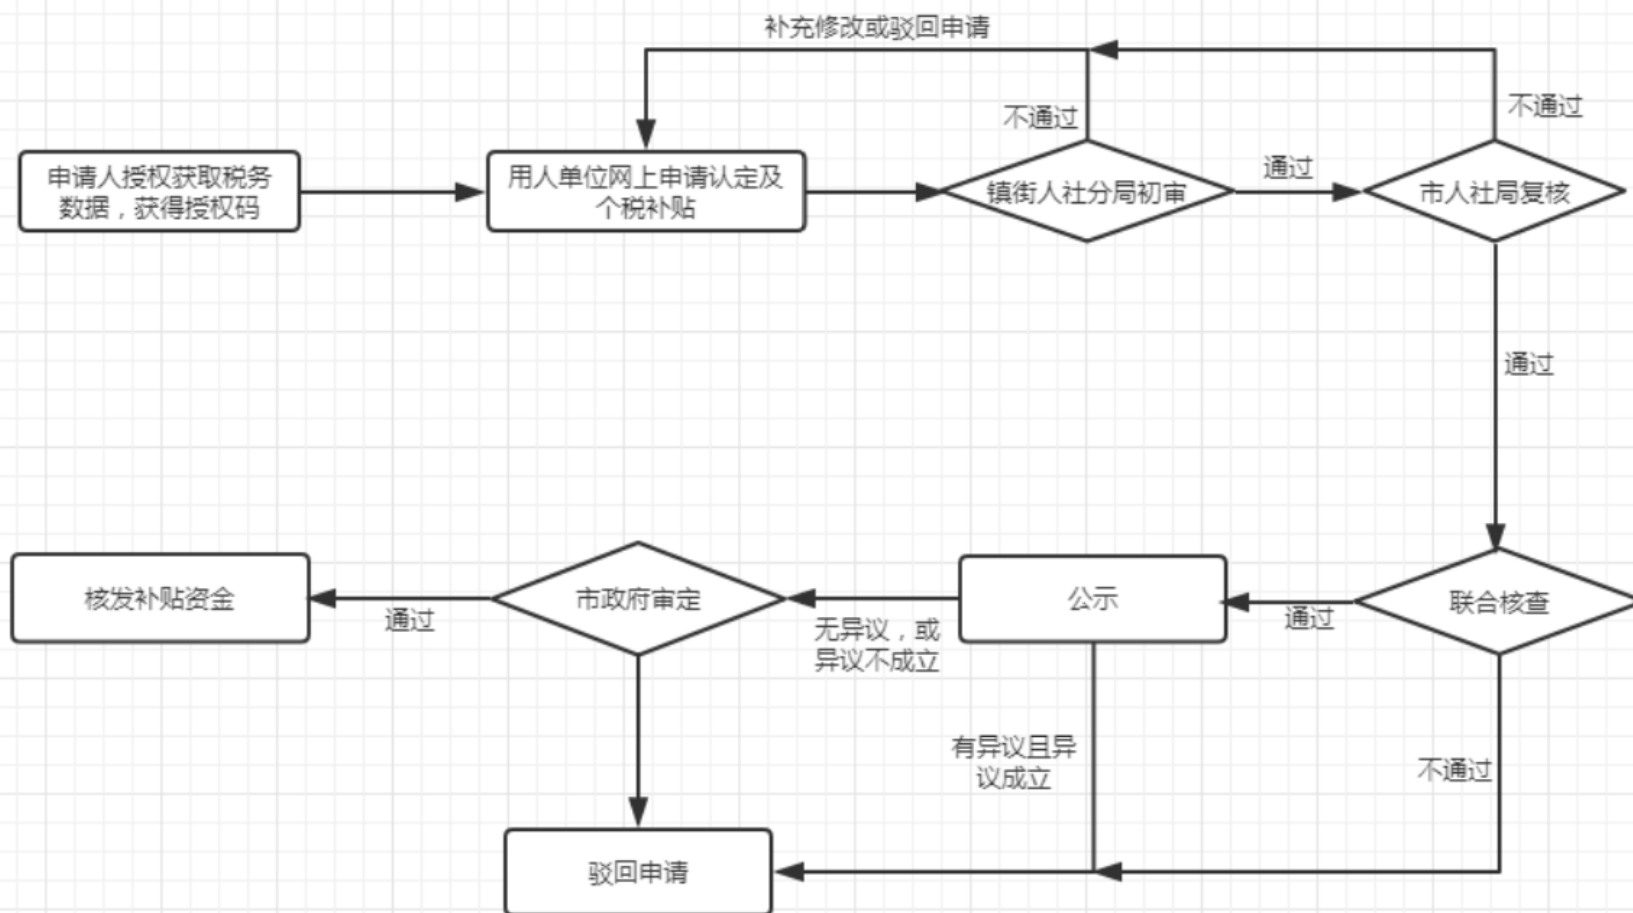 补充修改或驳回申请
不通过
不通过
申请人授权获取税务
数据，获得授权码
用人单位网上申请认定及
个税补贴
镇街人社分局初审
通过
市人社局复核
通过
核发补贴资金
通过
市政府审定
无异议，或
异议不成立
公示
通过
联合核查
有异议且异
议成立
不通过
驳回申请